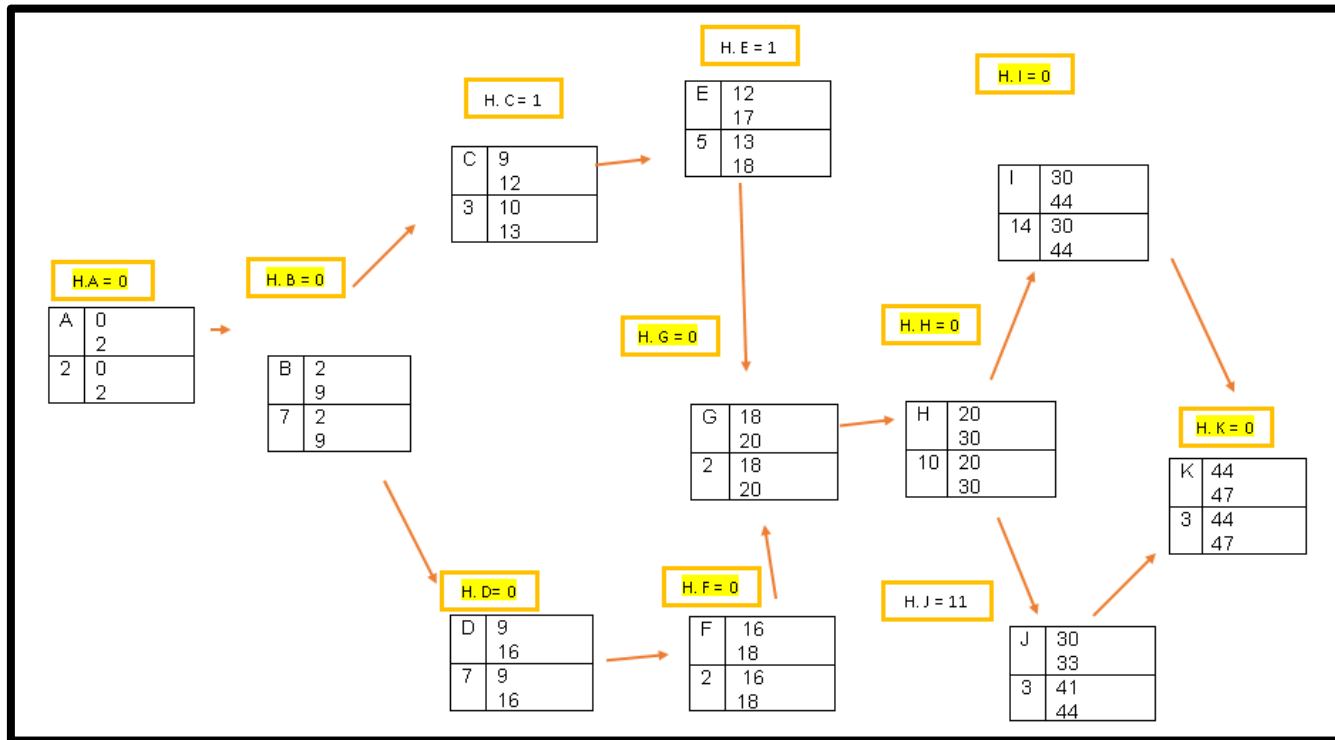 H. E = 1
H. I = 0
H. C = 1
E 12
17
5 13
18
C 9
12
3 10
13
I 30
44
14 30
44
H.A = 0
H. B = 0
A 0
2
2 0
2
H. G = 0
H. H = 0
B 2
9
7 2
9
G 18
20
2 18
20
H 20
30
10 20
30
H. K = 0
K 44
47
3 44
47
H. D= 0
H. F = 0
H. J = 11
D 9
16
7 9
16
F 16
18
2 16
18
J 30
33
3 41
44